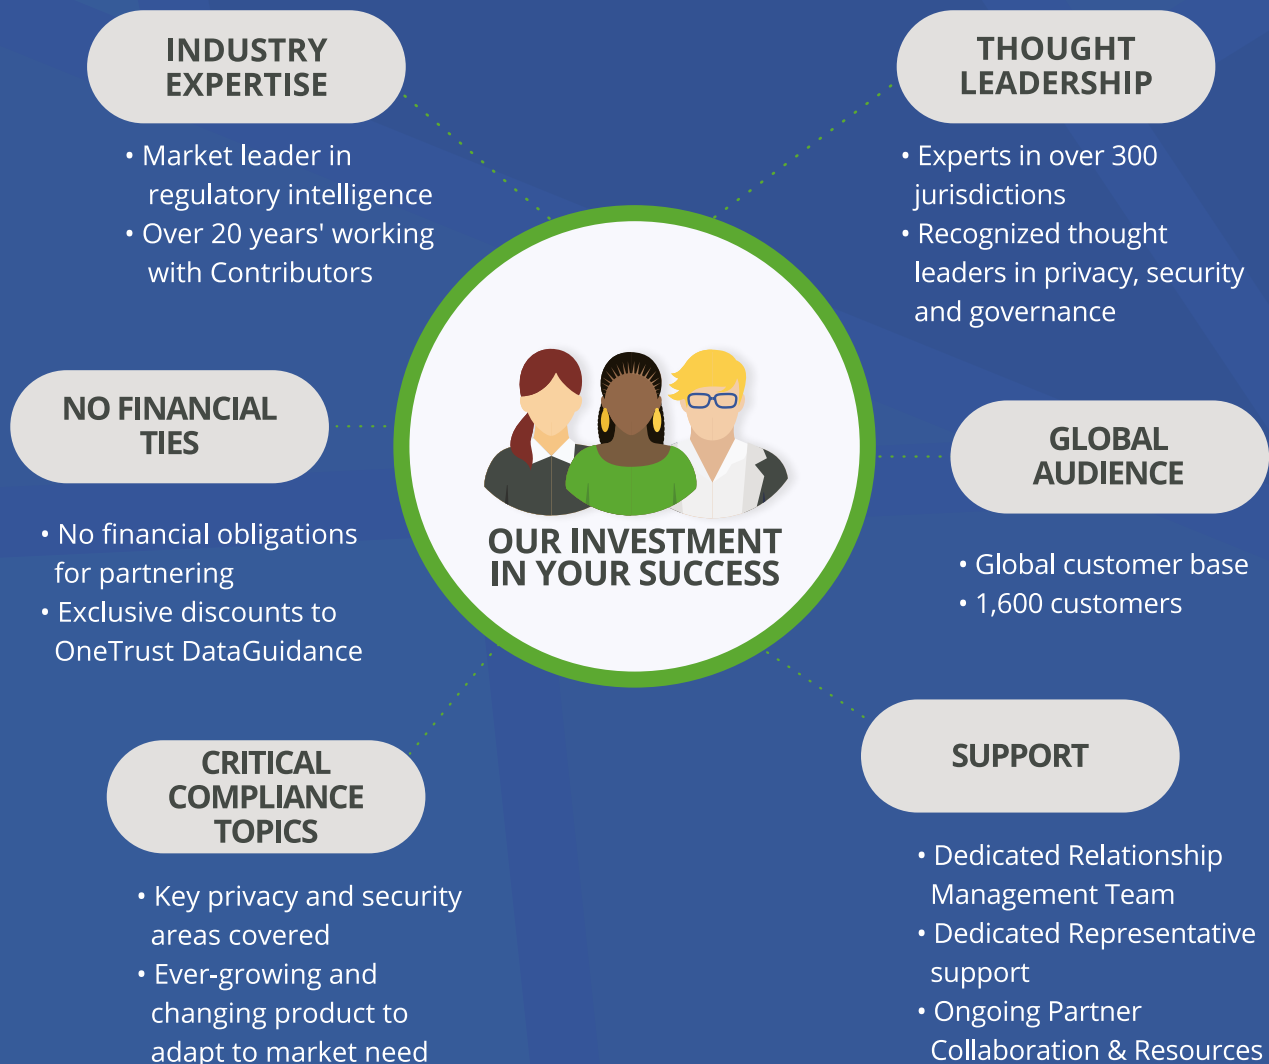 INDUSTRY
EXPERTISE
• Market leader in
regulatory intelligence
• Over 20 years' working
with Contributors
THOUGHT
LEADERSHIP
• Experts in over 300
jurisdictions
• Recognized thought
leaders in privacy, security
and governance
NO FINANCIAL
TIES
• No financial obligations
for partnering
• Exclusive discounts to
OneTrust DataGuidance
OUR INVESTMENT
IN YOUR SUCCESS
GLOBAL
AUDIENCE
• Global customer base
• 1,600 customers
CRITICAL
COMPLIANCE
TOPICS
• Key privacy and security
areas covered
• Ever-growing and
changing product to
adapt to market need
SUPPORT
• Dedicated Relationship
Management Team
• Dedicated Representative
support
• Ongoing Partner
Collaboration & Resources